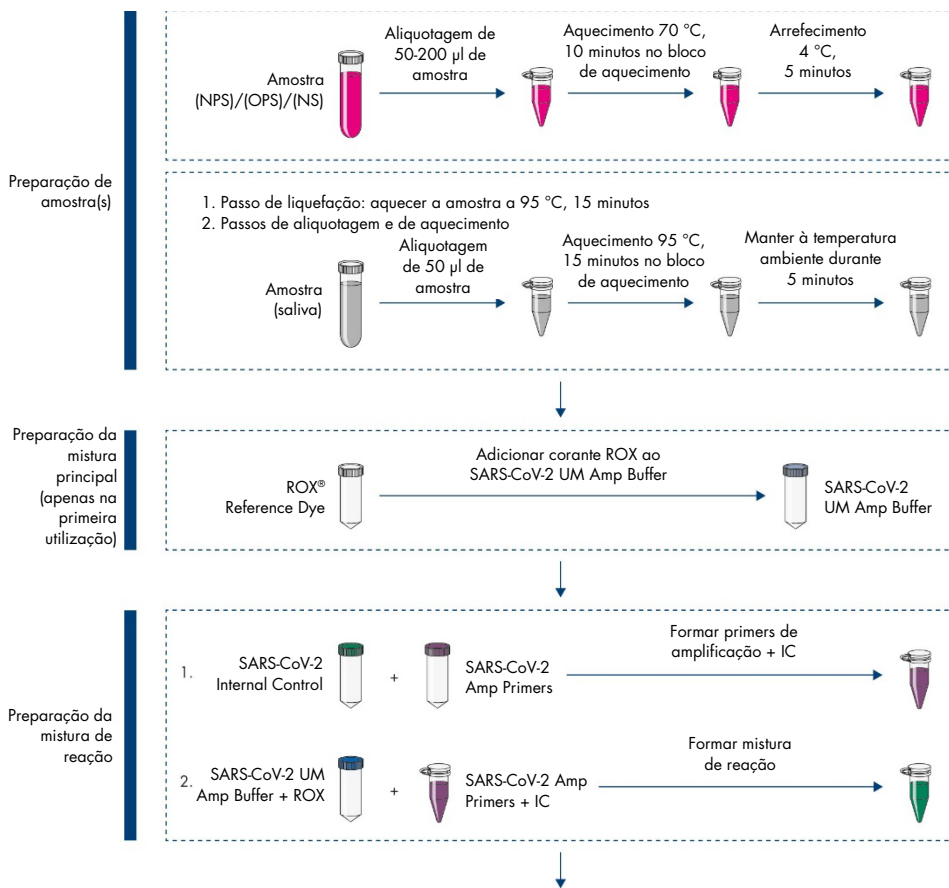 Preparação de
amostra(s)
Amostra
(NPS)/(OPS)/(NS)
Aliquotagem de
50-200 µl de
amostra
Aquecimento 70 °C,
10 minutos no bloco
de aquecimento
Arrefecimento
4 °C,
5 minutos
1. Passo de liquefação: aquecer a amostra a 95 °C, 15 minutos
2. Passos de aliquotagem e de aquecimento
Amostra
(saliva)
Aliquotagem
de 50 µl de
amostra
Aquecimento 95 °C,
15 minutos no bloco
de aquecimento
Manter à temperatura
ambiente durante
5 minutos
Preparação da
mistura
principal
(apenas na
primeira
utilização)
ROX®
Reference Dye
Adicionar corante ROX ao
SARS-CoV-2 UM Amp Buffer
SARS-CoV-2
UM Amp Buffer
Preparação da
mistura de
reação
1.
SARS-CoV-2
Internal Control
+
SARS-CoV-2
Amp Primers
Formar primers de
amplificação + IC
2.
SARS-CoV-2 UM
Amp Buffer + ROX
+
SARS-CoV-2 Amp
Primers + IC
Formar mistura
de reação